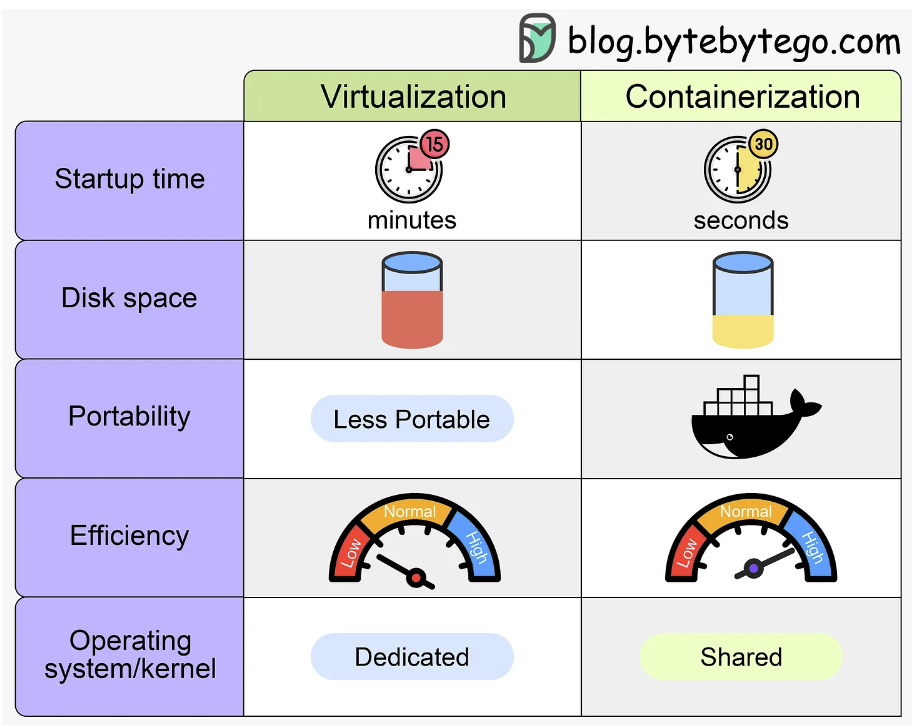 blog.bytebytego.com
Virtualization
Containerization
Startup time
15
minutes
30
seconds
Disk space
Portability
Less Portable
Efficiency
Low
Normal
High
Low
Normal
High
Operating
system/kernel
Dedicated
Shared